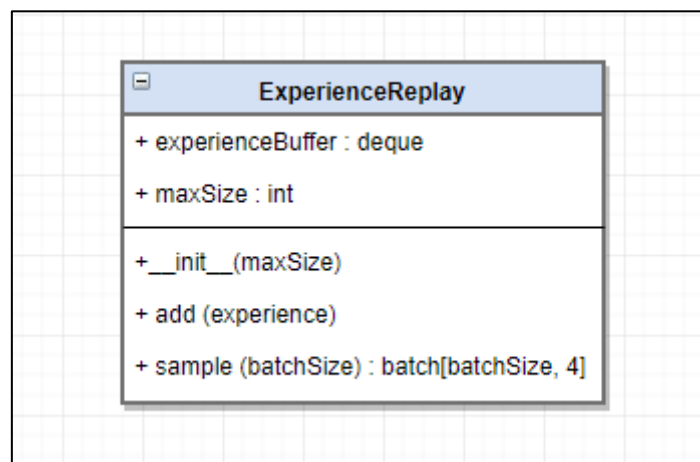 ExperienceReplay
+ experienceBuffer : deque
+ maxSize : int
+__init__(maxSize)
+ add (experience)
+ sample (batchSize) : batch[batchSize, 4]